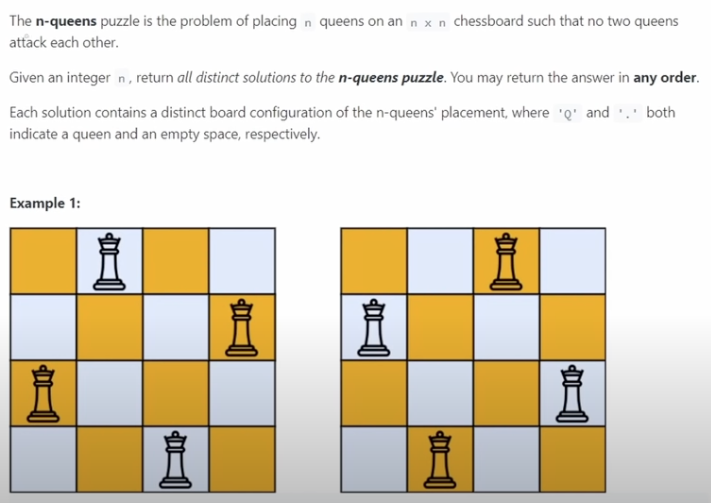 The n-queens puzzle is the problem of placing n queens on an n x n chessboard such that no two queens
attack each other.
Given an integer n, return all distinct solutions to the n-queens puzzle. You may return the answer in any order.
Each solution contains a distinct board configuration of the n-queens' placement, where 'Q' and '.' both
indicate a queen and an empty space, respectively.
Example 1: